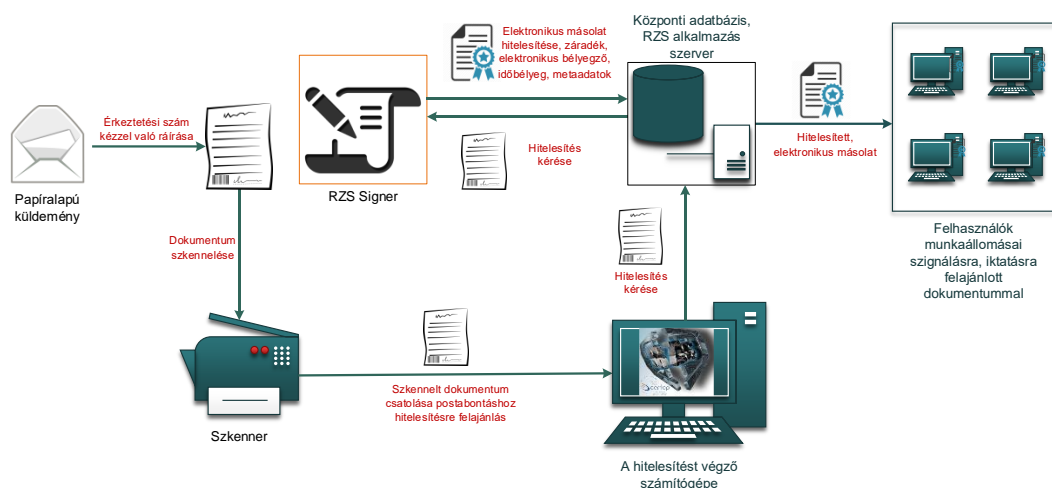 Elektronikus másolat
hitelesítése, záradék,
elektronikus bélyegző,
időbélyeg, metaadatok
Központi adatbázis,
RZS alkalmazás
szerver
Érkeztetési szám
kézzel való ráírása
Hitelesítés
kérése
Hitelesített,
elektronikus másolat
Papíralapú
küldemény
RZS Signer
Dokumentum
szkennelése
Hitelesítés
kérése
Felhasználók
munkaállomásai
szignálásra, iktatásra
felajánlott
dokumentummal
Szkennelt dokumentum
csatolása postabontáshoz
hitelesítésre felajánlás
Szkenner
A hitelesítést végző
számítógépe